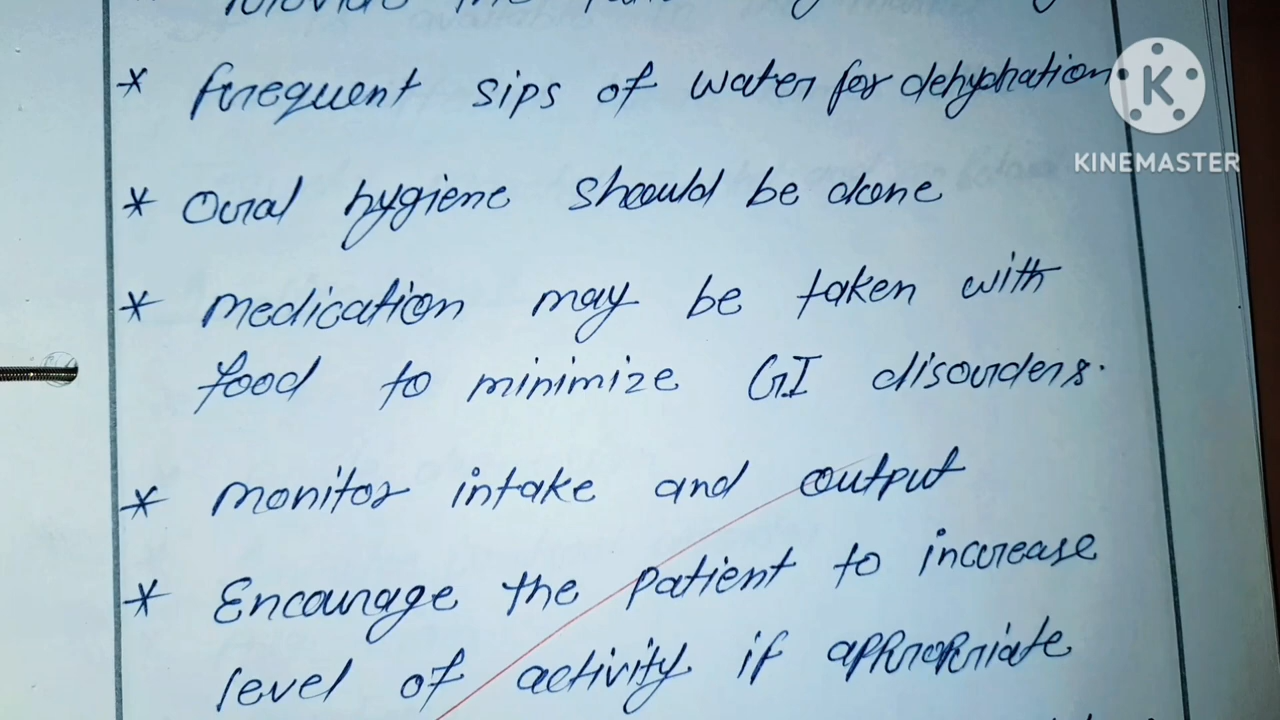 * frequent sips of water for dehydration
* Oral hygiene should be done
* medication may be taken with
food to minimize GI disorders.
* monitor intake and output
* Encourage the patient to increase
level of activity if appropriate
KINEMASTER